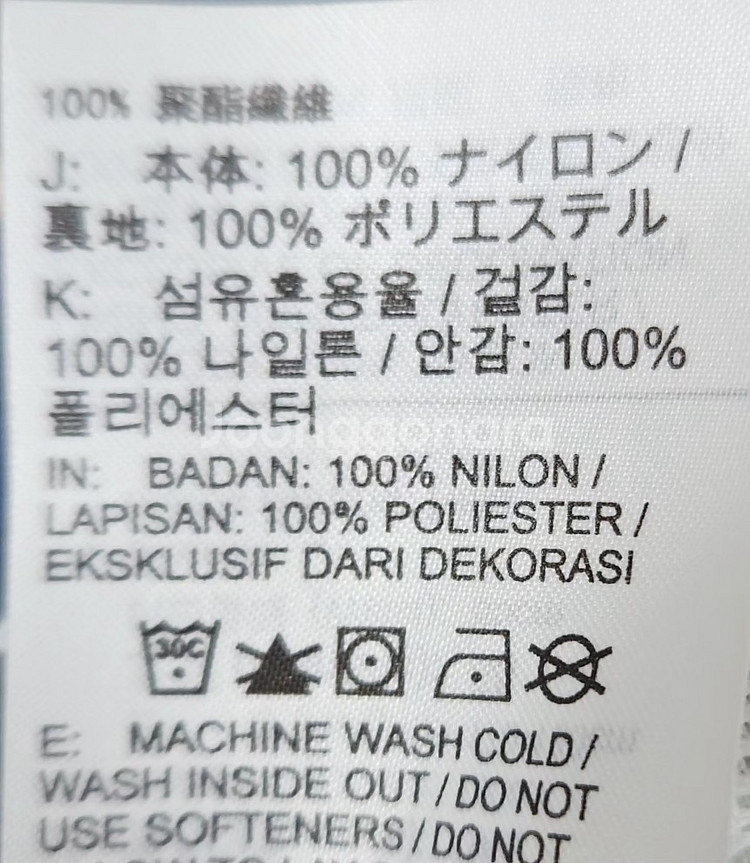 100% 聚酯纖維
J: 本体: 100% ナイロン /
裏地: 100% ポリエステル
K: 섬유혼용율 / 겉감:
100% 나일론 / 안감: 100%
폴리에스터
IN: BADAN: 100% NILON /
LAPISAN: 100% POLIESTER /
EKSKLUSIF DARI DEKORASI
30C
E: MACHINE WASH COLD /
WASH INSIDE OUT / DO NOT
USE SOFTENERS / DO NOT